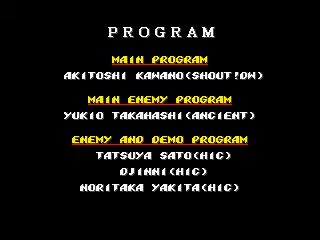 PROGRAM
MAIN PROGRAM
AKITOSHI KAWANO(SHOUT!DW)
MAIN ENEMY PROGRAM
YUKIO TAKAHASHI(ANCIENT)
ENEMY AND DEMO PROGRAM
TATSUYA SATO(HIC)
DJINNI(HIC)
NORITAKA YAKITA(HIC)